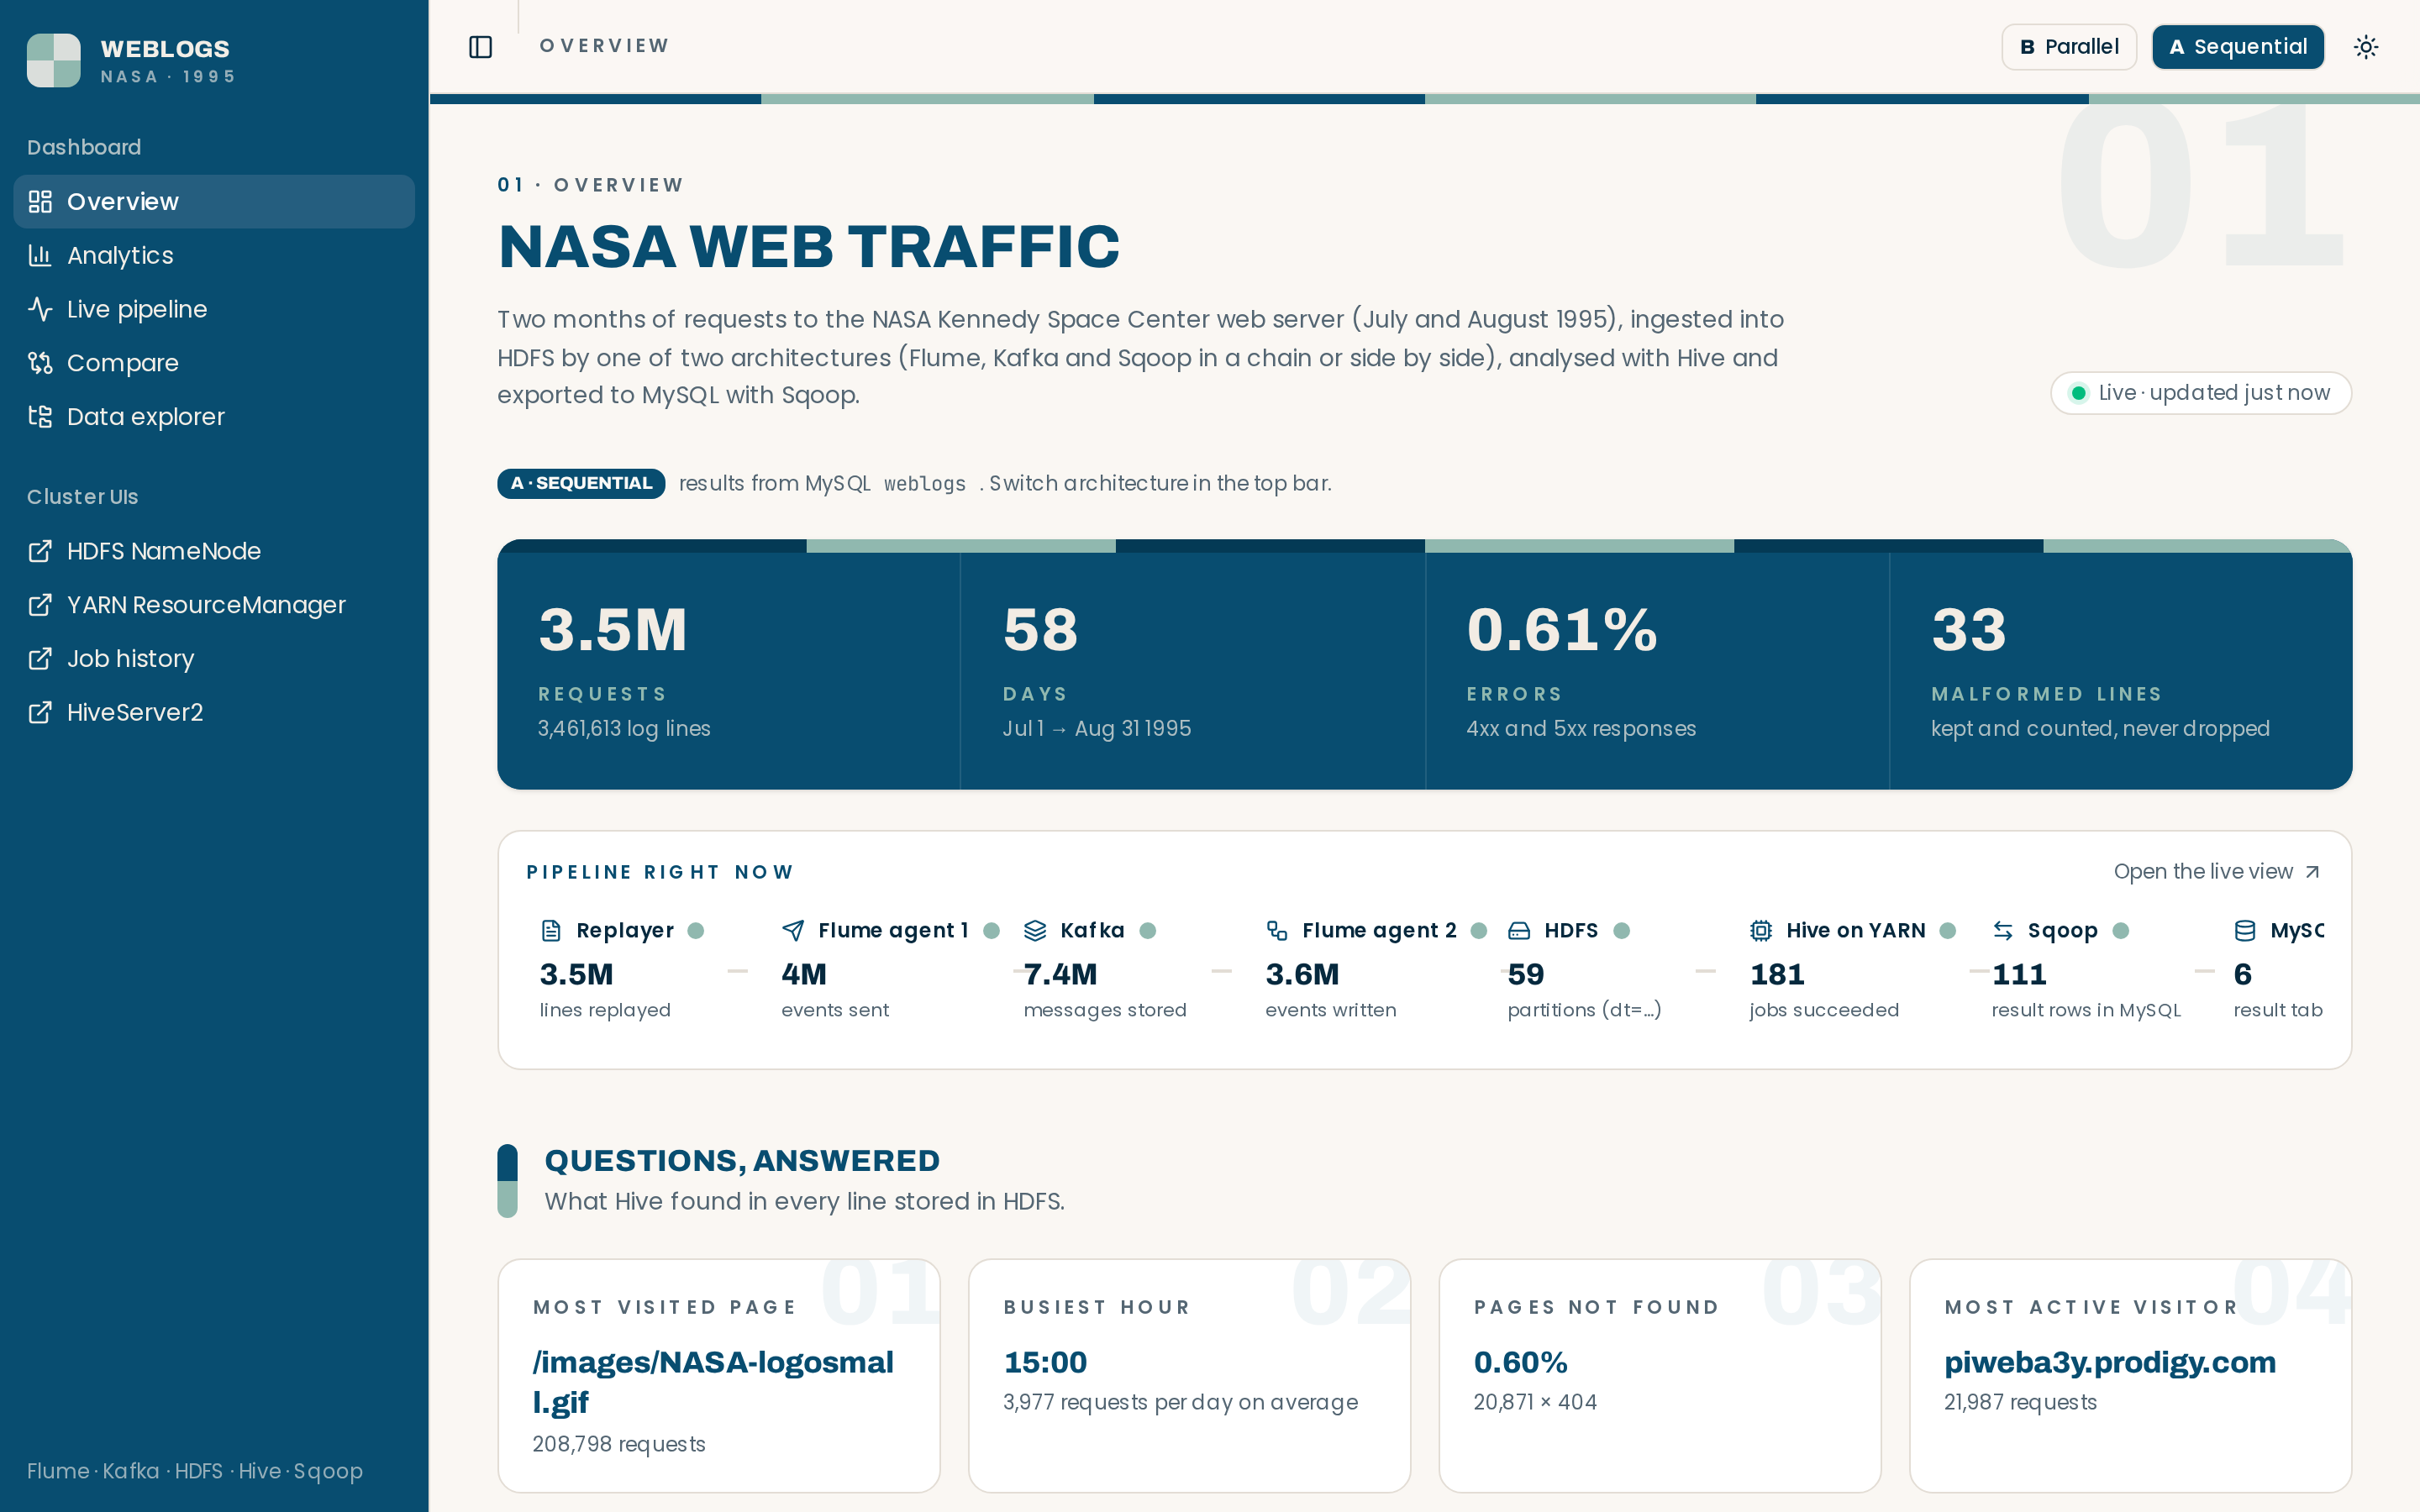 WEBLOGS
NASA · 1995
Dashboard
Overview
Analytics
Live pipeline
Compare
Data explorer
Cluster UIs
HDFS NameNode
YARN ResourceManager
Job history
HiveServer2
Flume · Kafka · HDFS · Hive · Sqoop
OVERVIEW
B Parallel
A Sequential
01
01 · OVERVIEW
NASA WEB TRAFFIC
Two months of requests to the NASA Kennedy Space Center web server (July and August 1995), ingested into
HDFS by one of two architectures (Flume, Kafka and Sqoop in a chain or side by side), analysed with Hive and
exported to MySQL with Sqoop.
Live · updated just now
A · SEQUENTIAL results from MySQL weblogs . Switch architecture in the top bar.
3.5M
REQUESTS
3,461,613 log lines
58
DAYS
Jul 1 → Aug 31 1995
0.61%
ERRORS
4xx and 5xx responses
33
MALFORMED LINES
kept and counted, never dropped
PIPELINE RIGHT NOW
Open the live view
Replayer
3.5M
lines replayed
Flume agent 1
4M
events sent
Kafka
7.4M
messages stored
Flume agent 2
3.6M
events written
HDFS
59
partitions (dt=…)
Hive on YARN
181
jobs succeeded
Sqoop
111
result rows in MySQL
6
result tab
QUESTIONS, ANSWERED
What Hive found in every line stored in HDFS.
01
MOST VISITED PAGE
/images/NASA-logosmal
l.gif
208,798 requests
02
BUSIEST HOUR
15:00
3,977 requests per day on average
03
PAGES NOT FOUND
0.60%
20,871 × 404
04
MOST ACTIVE VISITOR
piweba3y.prodigy.com
21,987 requests